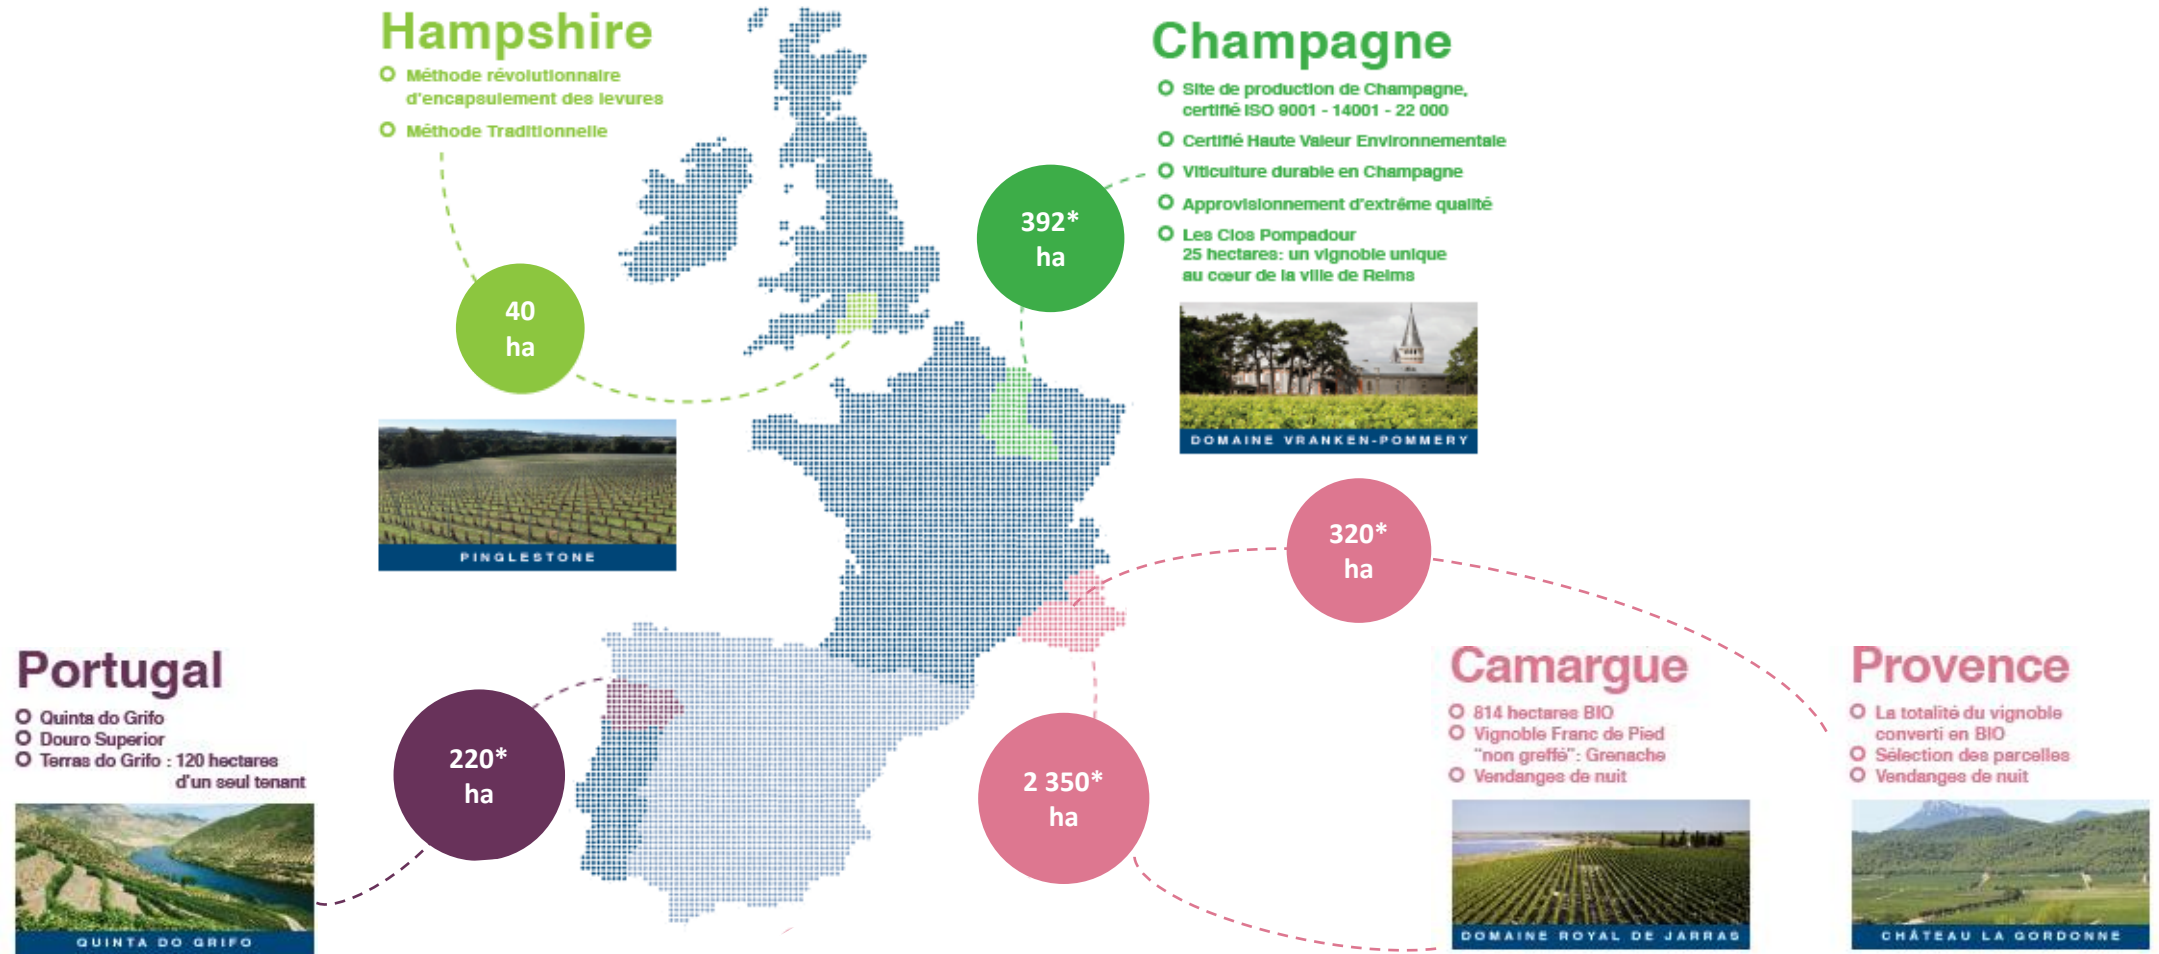 Hampshire
Méthode révolutionnaire
d'encapsulement des levures
Méthode Traditionnelle
40
ha
PINGLESTONE
Champagne
Site de production de Champagne,
certifié ISO 9001 - 14001 - 22 000
Certifié Haute Valeur Environnementale
Viticulture durable en Champagne
Approvisionnement d'extrême qualité
Les Clos Pompadour
25 hectares: un vignoble unique
au cœur de la ville de Reims
392*
ha
DOMAINE VRANKEN-POMMERY
320*
ha
Portugal
Quinta do Grifo
Douro Superior
Terras do Grifo : 120 hectares
d'un seul tenant
220*
ha
QUINTA DO GRIFO
2 350*
ha
Camargue
814 hectares BIO
Vignoble Franc de Pied
"non greffé": Grenache
Vendanges de nuit
DOMAINE ROYAL DE JARRAS
Provence
La totalité du vignoble
converti en BIO
Sélection des parcelles
Vendanges de nuit
CHÂTEAU LA GORDONNE